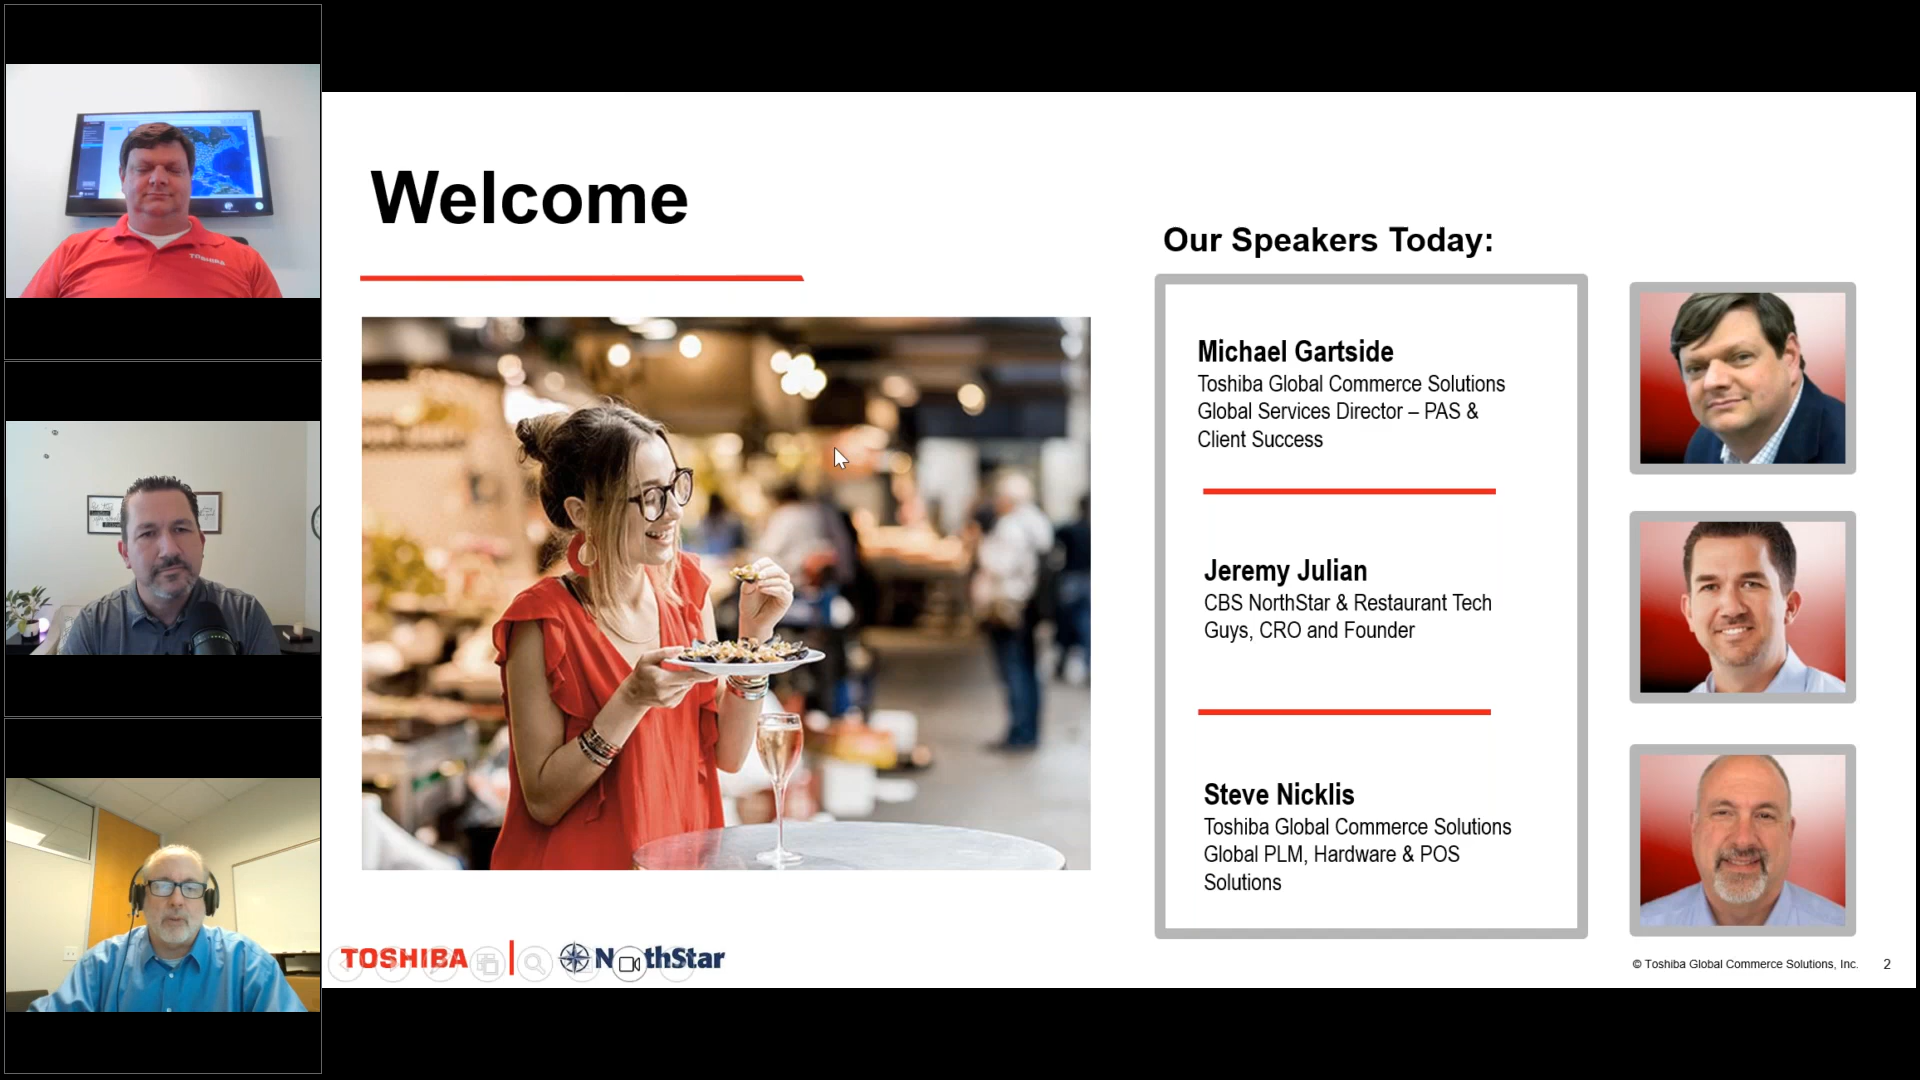 TOSHIBA
Welcome
Our Speakers Today:
Michael Gartside
Toshiba Global Commerce Solutions
Global Services Director – PAS &
Client Success
Jeremy Julian
CBS NorthStar & Restaurant Tech
Guys, CRO and Founder
Steve Nicklis
Toshiba Global Commerce Solutions
Global PLM, Hardware & POS
Solutions
TOSHIBA
NorthStar
© Toshiba Global Commerce Solutions, Inc.
2